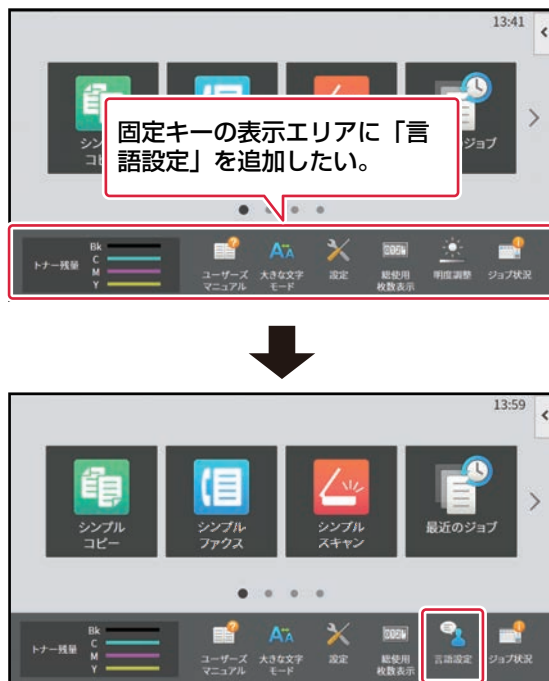 13:41
シン
コピ
のジョブ
固定キーの表示エリアに「言
語設定」を追加したい。
トナー残量
Bk
C
M
Y
ユーザーズ
マニュアル
大きな文字
モード
設定
総使用
枚数表示
明度調整
ジョブ状況
13:59
シンプル
コピー
シンプル
ファクス
シンプル
スキャン
最近のジョブ
トナー残量
Bk
C
M
Y
ユーザーズ
マニュアル
大きな文字
モード
設定
総使用
枚数表示
言語設定
ジョブ状況